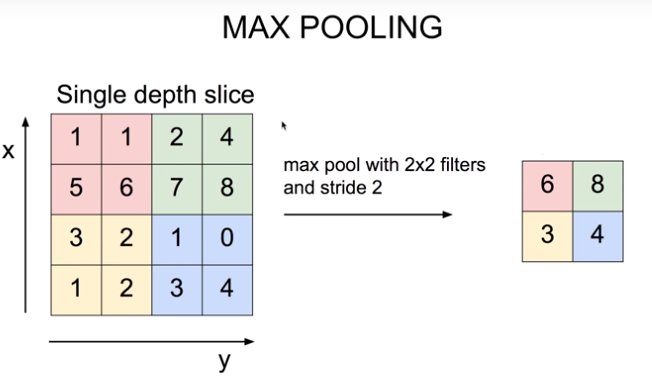 MAX POOLING
Single depth slice
x
1 1 2 4
5 6 7 8
3 2 1 0
1 2 3 4
y
max pool with 2x2 filters
and stride 2
6 8
3 4